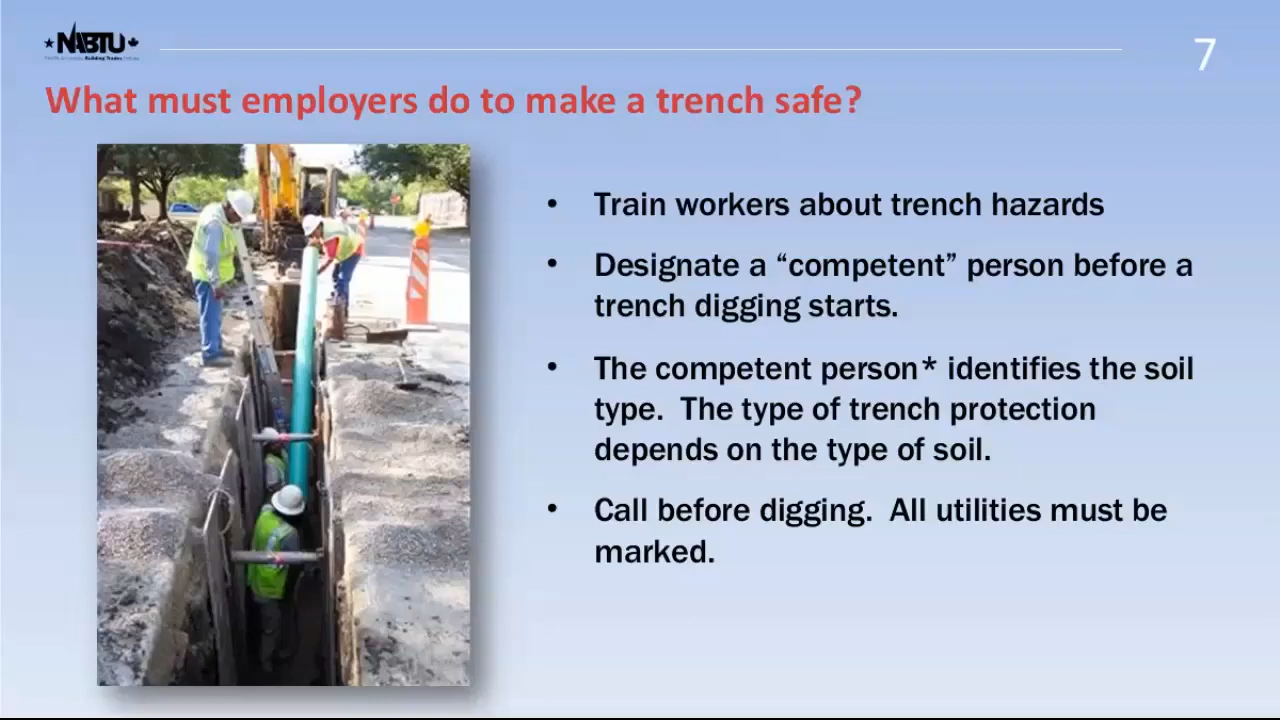 NABTU
7
What must employers do to make a trench safe?
• Train workers about trench hazards
• Designate a “competent” person before a
trench digging starts.
• The competent person* identifies the soil
type.  The type of trench protection
depends on the type of soil.
• Call before digging.  All utilities must be
marked.